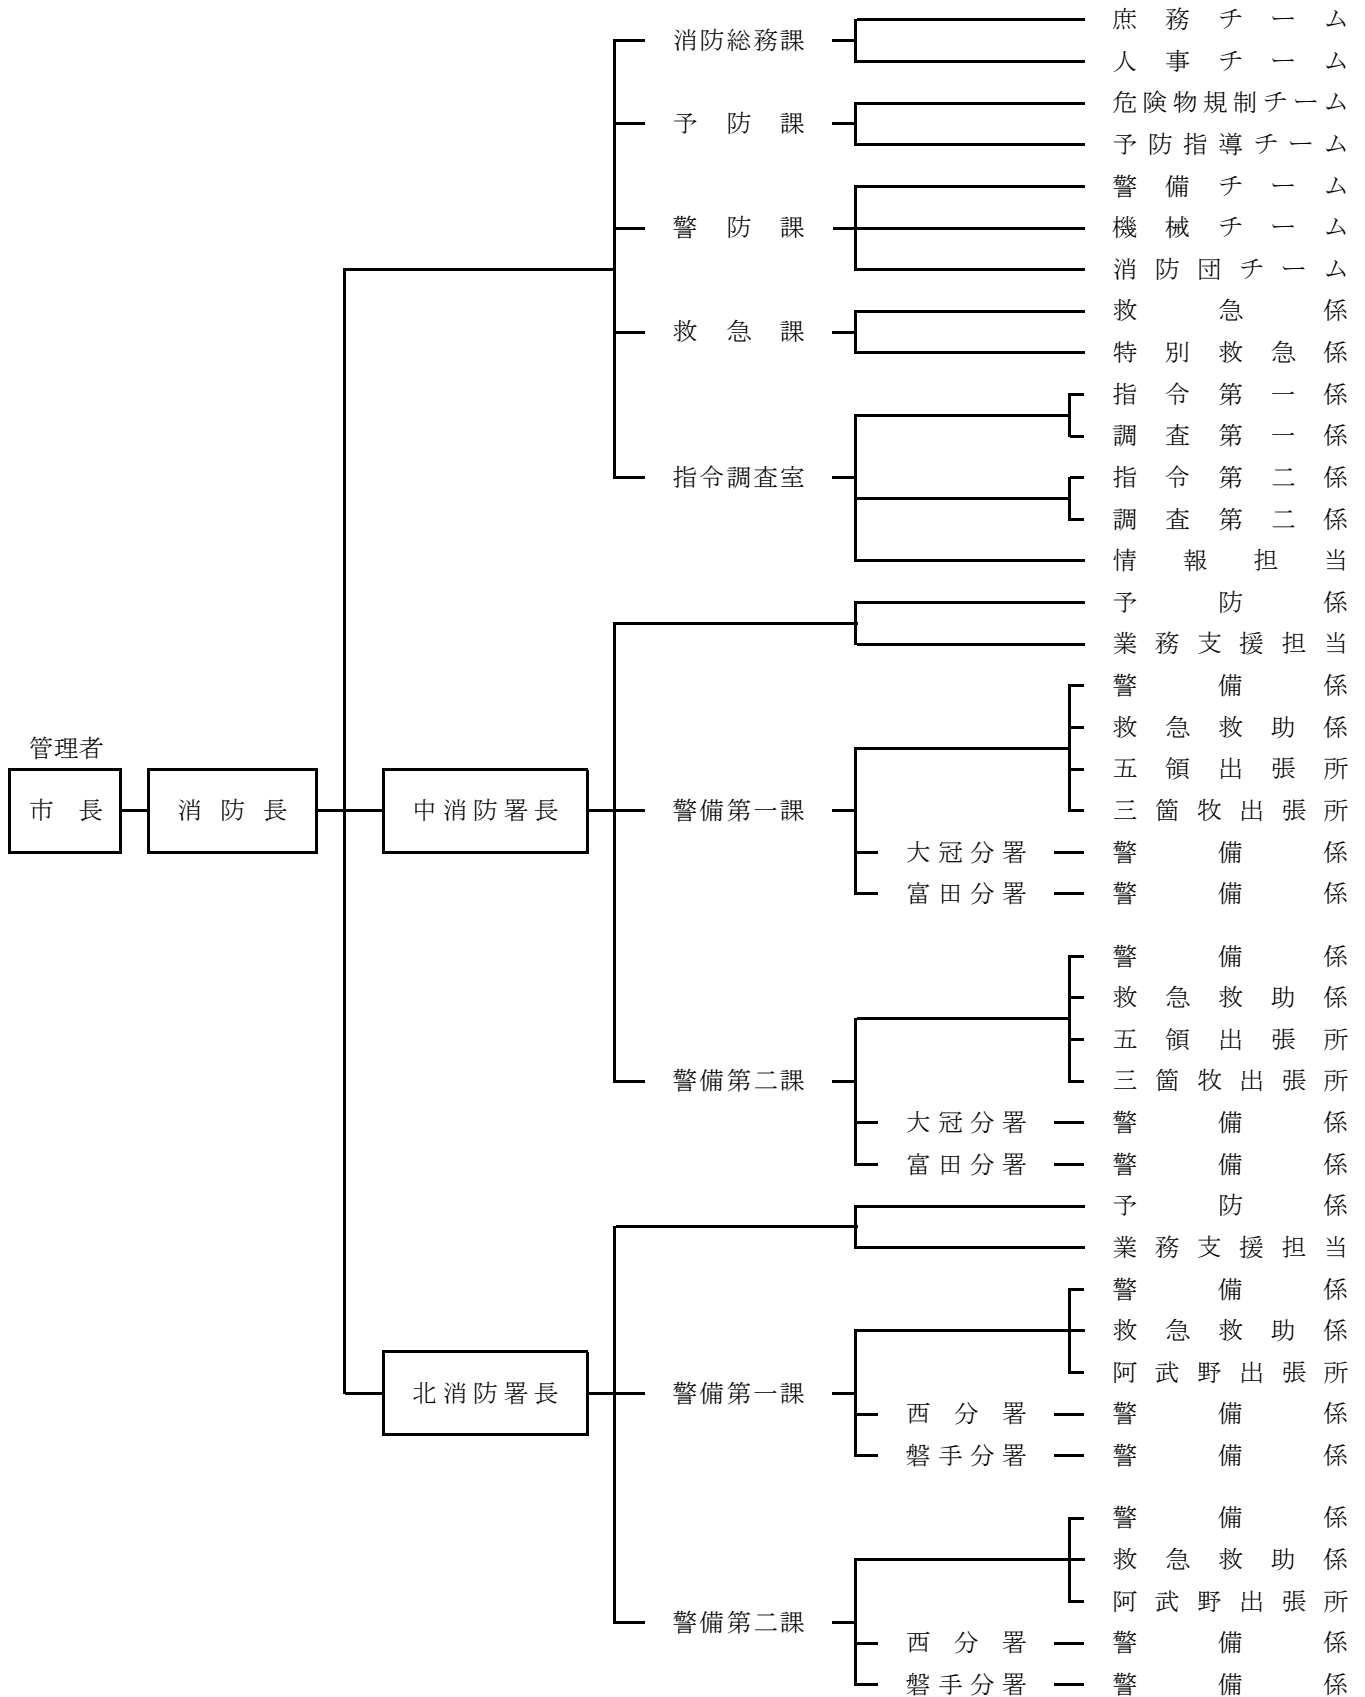 庶務チーム
消防総務課
人事チーム
危険物規制チーム
予防課
予防指導チーム
警備チーム
警防課
機械チーム
消防団チーム
救急係
救急課
特別救急係
指令第一係
調査第一係
指令調査室
指令第二係
調査第二係
情報担当
予防係
業務支援担当
警備係
救急救助係
管理者
五領出張所
市長
消防長
中消防署長
警備第一課
三箇牧出張所
大冠分署
警備係
富田分署
警備係
警備係
救急救助係
五領出張所
警備第二課
三箇牧出張所
大冠分署
警備係
富田分署
警備係
予防係
業務支援担当
警備係
救急救助係
阿武野出張所
北消防署長
警備第一課
西分署
警備係
磐手分署
警備係
警備係
救急救助係
阿武野出張所
警備第二課
西分署
警備係
磐手分署
警備係